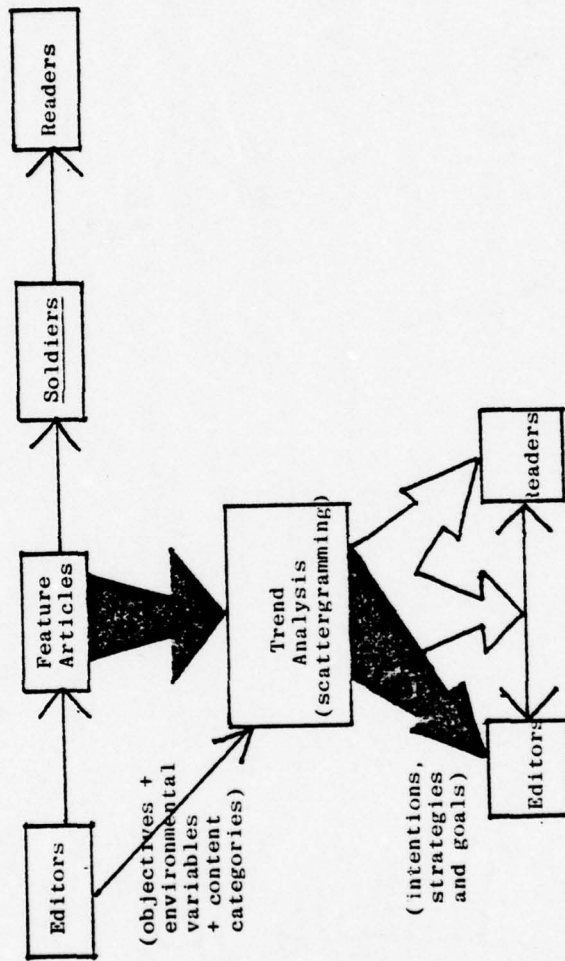 Editors
Feature
Articles
Soldiers
Readers
(objectives +
environmental
variables
+ content
categories)
Trend
Analysis
(scattergramming)
(intentions,
strategies
and goals)
Editors
Readers